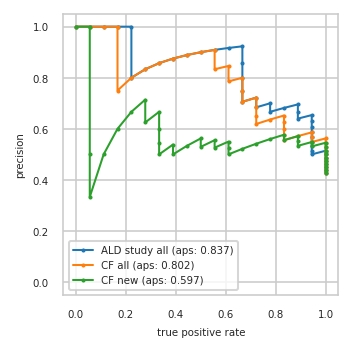 1.0
0.8
0.6
0.4
0.2
0.0
precision
ALD study all (aps: 0.837)
CF all (aps: 0.802)
CF new (aps: 0.597)
0.0 0.2 0.4 0.6 0.8 1.0
true positive rate